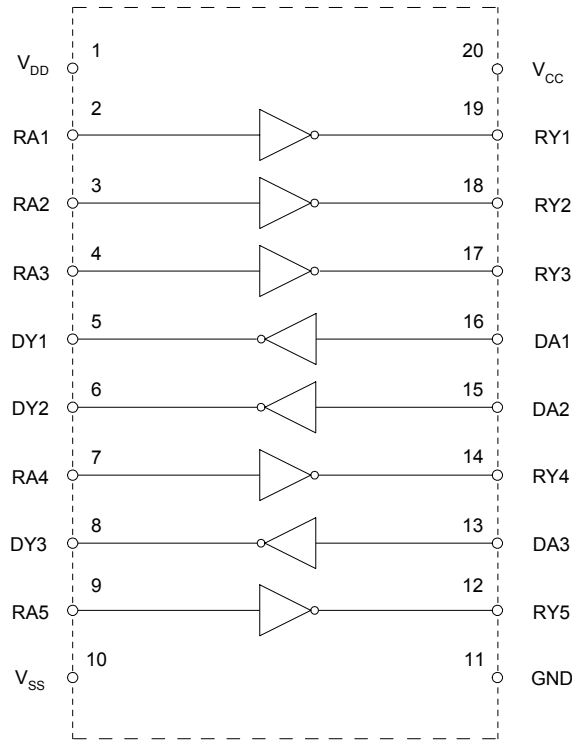 V_DD 1 20 V_CC
RA1 2 19 RY1
RA2 3 18 RY2
RA3 4 17 RY3
DY1 5 16 DA1
DY2 6 15 DA2
RA4 7 14 RY4
DY3 8 13 DA3
RA5 9 12 RY5
V_SS 10 11 GND